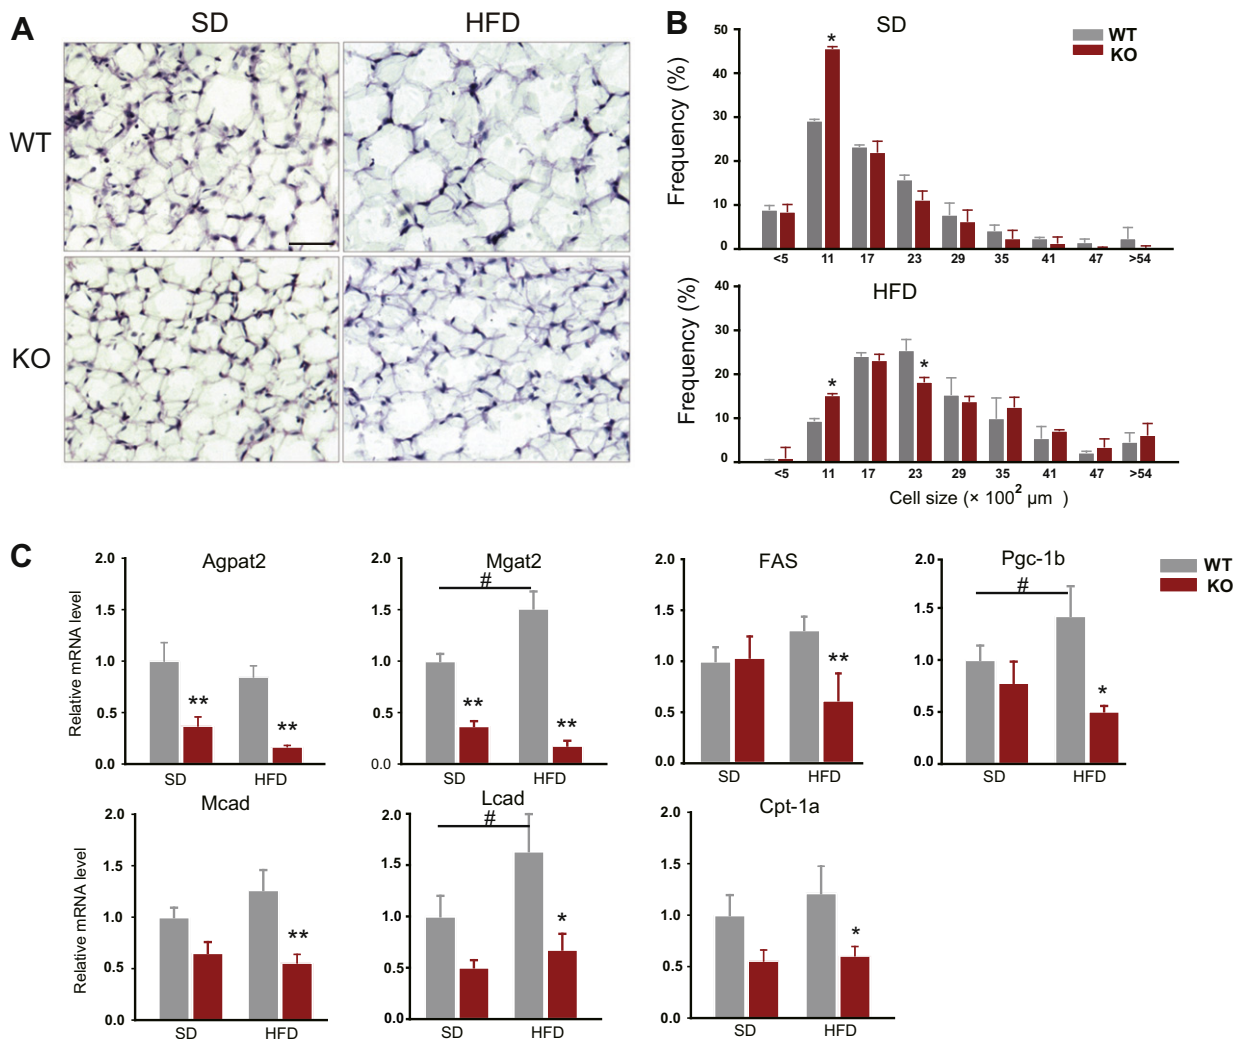 A
SD
HFD
WT
KO
B
SD
WT
KO
Frequency (%)
50
40
30
20
10
0
*
<5
11
17
23
29
35
41
47
>54
HFD
Frequency (%)
40
30
20
10
0
*
*
<5
11
17
23
29
35
41
47
>54
Cell size (× 100² μm )
C
WT
KO
Agpat2
Relative mRNA level
2.0
1.5
1.0
0.5
0.0
**
**
SD
HFD
Mgat2
2.0
1.5
1.0
0.5
0.0
#
**
**
SD
HFD
FAS
2.0
1.5
1.0
0.5
0.0
**
SD
HFD
Pgc-1b
2.0
1.5
1.0
0.5
0.0
#
*
SD
HFD
Mcad
Relative mRNA level
2.0
1.5
1.0
0.5
0.0
**
SD
HFD
Lcad
2.0
1.5
1.0
0.5
0.0
#
*
SD
HFD
Cpt-1a
2.0
1.5
1.0
0.5
0.0
*
SD
HFD